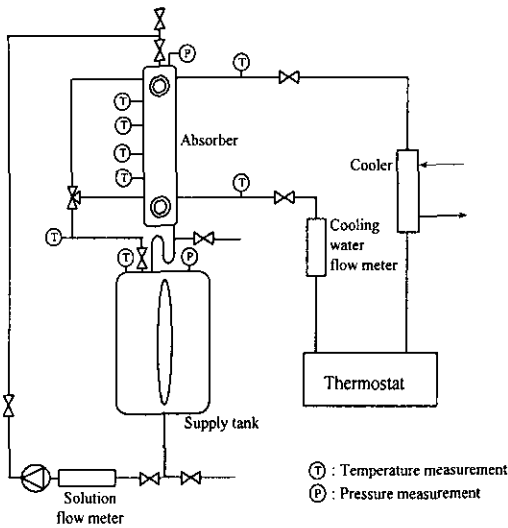 P
T
T
T
Absorber
T
T
Cooler
T
T
Cooling
water
flow meter
T
P
Thermostat
Supply tank
Solution
flow meter
T : Temperature measurement
P : Pressure measurement